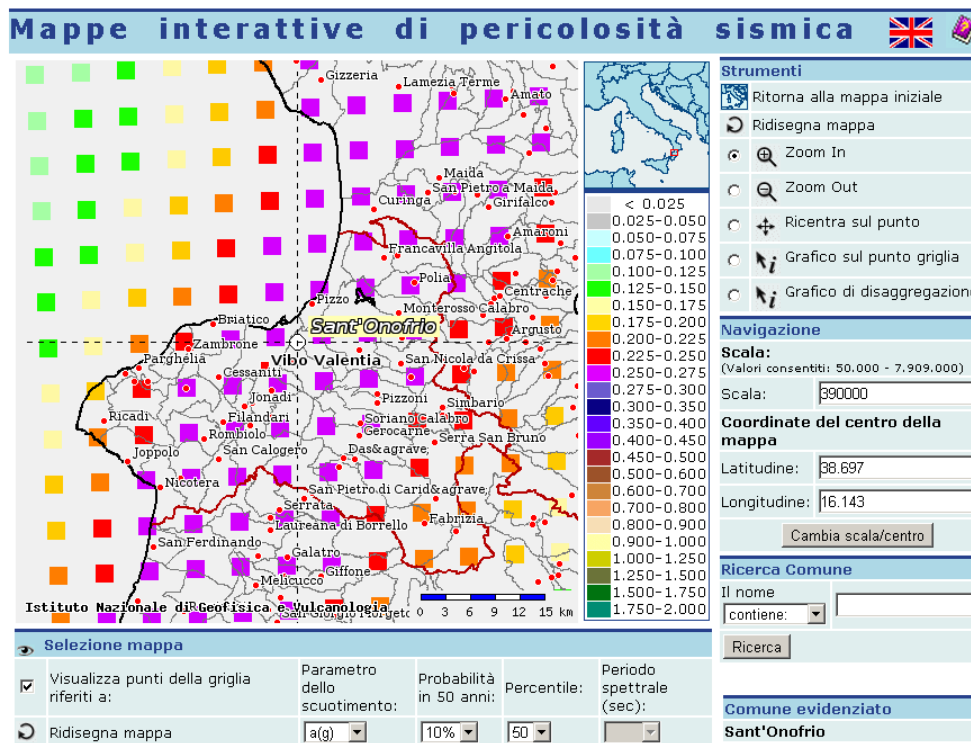 Mappe interattive di pericolosità sismica
Gizzeria
Lamezia Terme
Amato
Maida
San Pietro a Maida
Curinga
Girifalco
Amaroni
Francavilla Angitola
Polia
Centrache
Pizzo
Monterosso Calabro
Briatico
Sant'Onofrio
Argusto
Zambrone
Parghelia
Vibo Valentia
San Nicola da Crissa
Cessaniti
Jonadi
Pizzoni
Simbario
Ricadi
Filandari
Soriano Calabro
Rombiolo
Gerocarne
Serra San Bruno
Joppolo
San Calogero
Das&agrave;
Nicotera
San Pietro di Carid&agrave;
Serrata
Laureana di Borrello
Fabrizia
San Ferdinando
Galatro
Giffone
Melicucco
Istituto Nazionale di Geofisica e Vulcanologia
0 3 6 9 12 15 km
< 0.025
0.025-0.050
0.050-0.075
0.075-0.100
0.100-0.125
0.125-0.150
0.150-0.175
0.175-0.200
0.200-0.225
0.225-0.250
0.250-0.275
0.275-0.300
0.300-0.350
0.350-0.400
0.400-0.450
0.450-0.500
0.500-0.600
0.600-0.700
0.700-0.800
0.800-0.900
0.900-1.000
1.000-1.250
1.250-1.500
1.500-1.750
1.750-2.000
Strumenti
Ritorna alla mappa iniziale
Ridisegna mappa
Zoom In
Zoom Out
Ricentra sul punto
Grafico sul punto griglia
Grafico di disaggregazione
Navigazione
Scala:
(Valori consentiti: 50.000 - 7.909.000)
Scala: 390000
Coordinate del centro della
mappa
Latitudine: 38.697
Longitudine: 16.143
Cambia scala/centro
Ricerca Comune
Il nome
contiene:
Ricerca
Comune evidenziato
Sant'Onofrio
Selezione mappa
Visualizza punti della griglia
riferiti a:
Parametro
dello
scuotimento:
Probabilità
in 50 anni:
Percentile:
Periodo
spettrale
(sec):
Ridisegna mappa
a(g)
10%
50